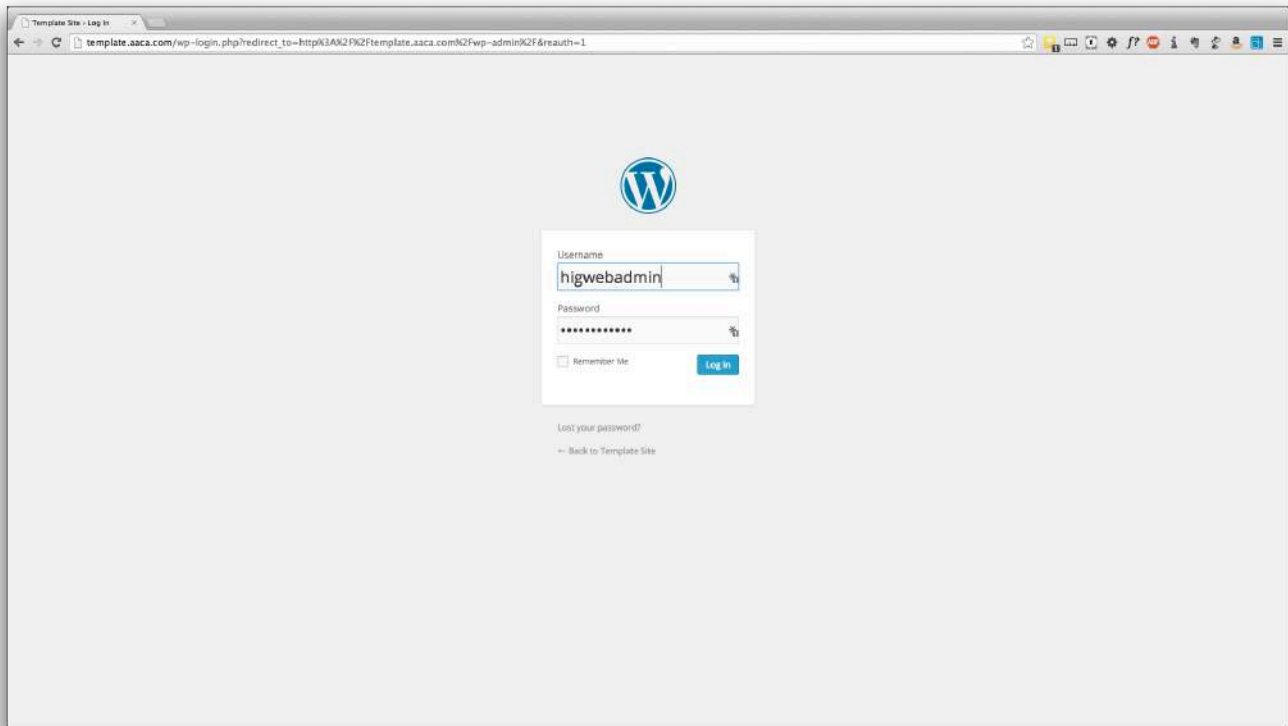 Template Site › Log In
template.aaca.com/wp-login.php?redirect_to=http%3A%2F%2Ftemplate.aaca.com%2Fwp-admin%2F&reauth=1
Username
higwebadmin
Password
••••••••••••
Remember Me
Log In
Lost your password?
← Back to Template Site